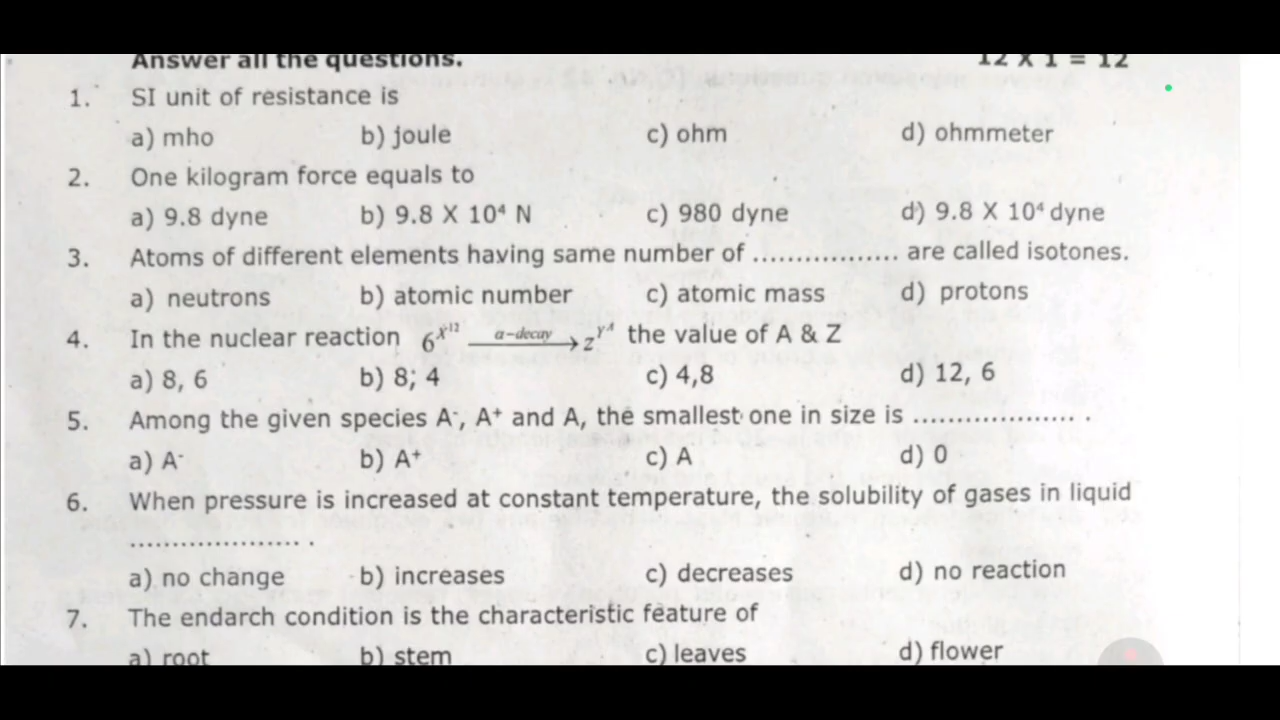 Answer all the questions. 12 X 1 = 12
1. SI unit of resistance is
a) mho b) joule c) ohm d) ohmmeter
2. One kilogram force equals to
a) 9.8 dyne b) 9.8 X 10⁴ N c) 980 dyne d) 9.8 X 10⁴ dyne
3. Atoms of different elements having same number of ................. are called isotones.
a) neutrons b) atomic number c) atomic mass d) protons
4. In the nuclear reaction 6^X^12 a-decay → z^Y^A the value of A & Z
a) 8, 6 b) 8; 4 c) 4,8 d) 12, 6
5. Among the given species A⁻, A⁺ and A, the smallest one in size is .....................
a) A⁻ b) A⁺ c) A d) 0
6. When pressure is increased at constant temperature, the solubility of gases in liquid
..................... .
a) no change b) increases c) decreases d) no reaction
7. The endarch condition is the characteristic feature of
a) root b) stem c) leaves d) flower